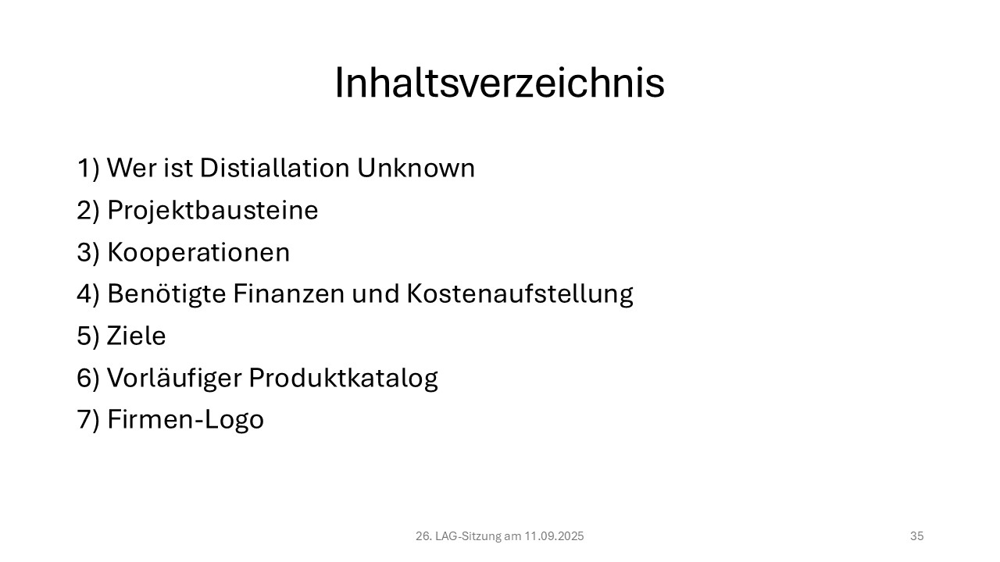 Inhaltsverzeichnis
1) Wer ist Distiallation Unknown
2) Projektbausteine
3) Kooperationen
4) Benötigte Finanzen und Kostenaufstellung
5) Ziele
6) Vorläufiger Produktkatalog
7) Firmen-Logo
26. LAG-Sitzung am 11.09.2025
35